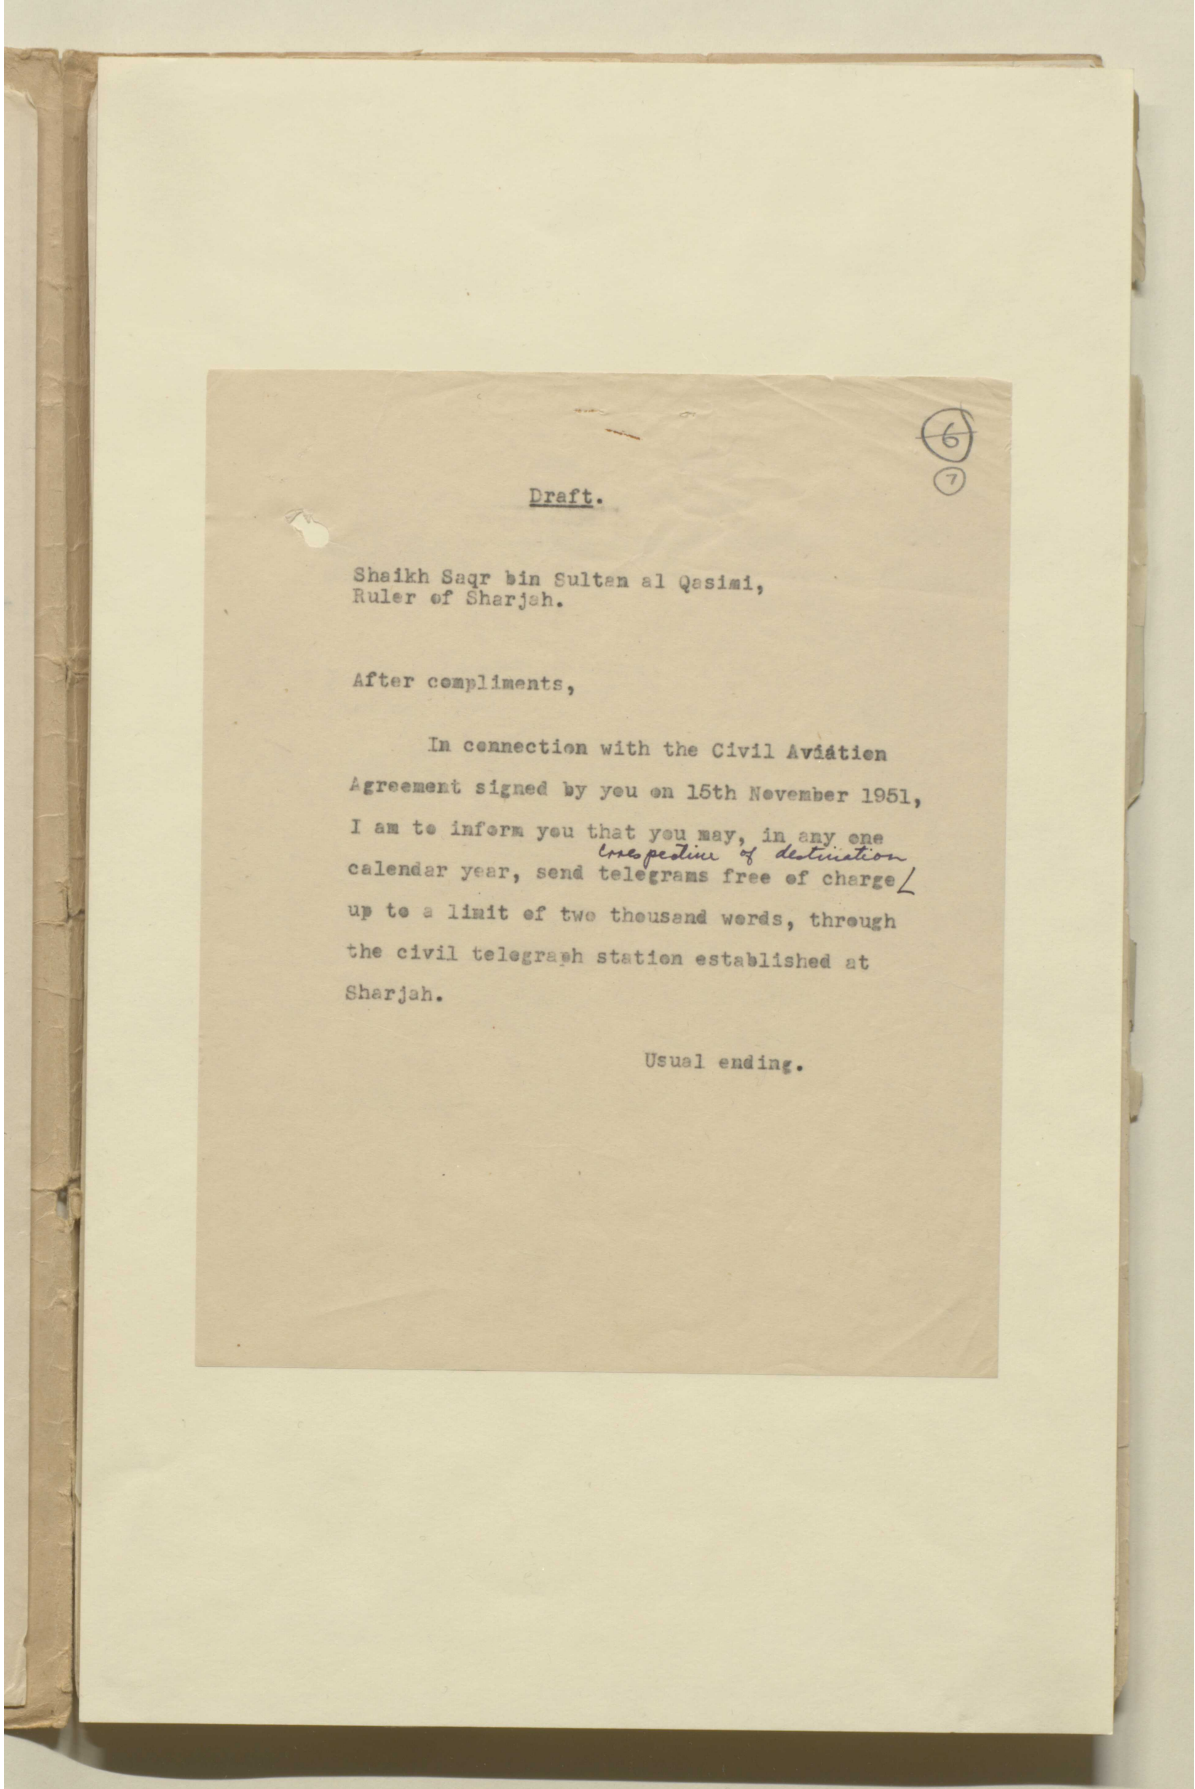 6
7
Draft.
Shaikh Saqr bin Sultan al Qasimi,
Ruler of Sharjah.
After compliments,
In connection with the Civil Aviation
Agreement signed by you on 15th November 1951,
I am to inform you that you may, in any one
irrespective of destination
calendar year, send telegrams free of charge
up to a limit of two thousand words, through
the civil telegraph station established at
Sharjah.
Usual ending.